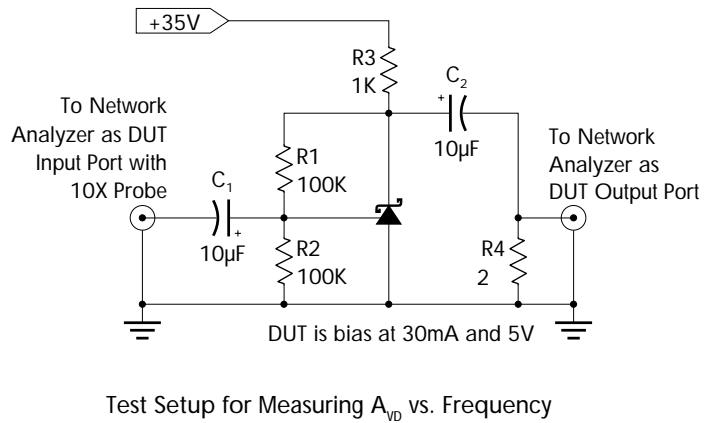 +35V
R3
1K
C2
+
10µF
To Network
Analyzer as DUT
Input Port with
10X Probe
C1
+
10µF
R1
100K
R2
100K
To Network
Analyzer as
DUT Output Port
R4
2
DUT is bias at 30mA and 5V
Test Setup for Measuring AVD vs. Frequency